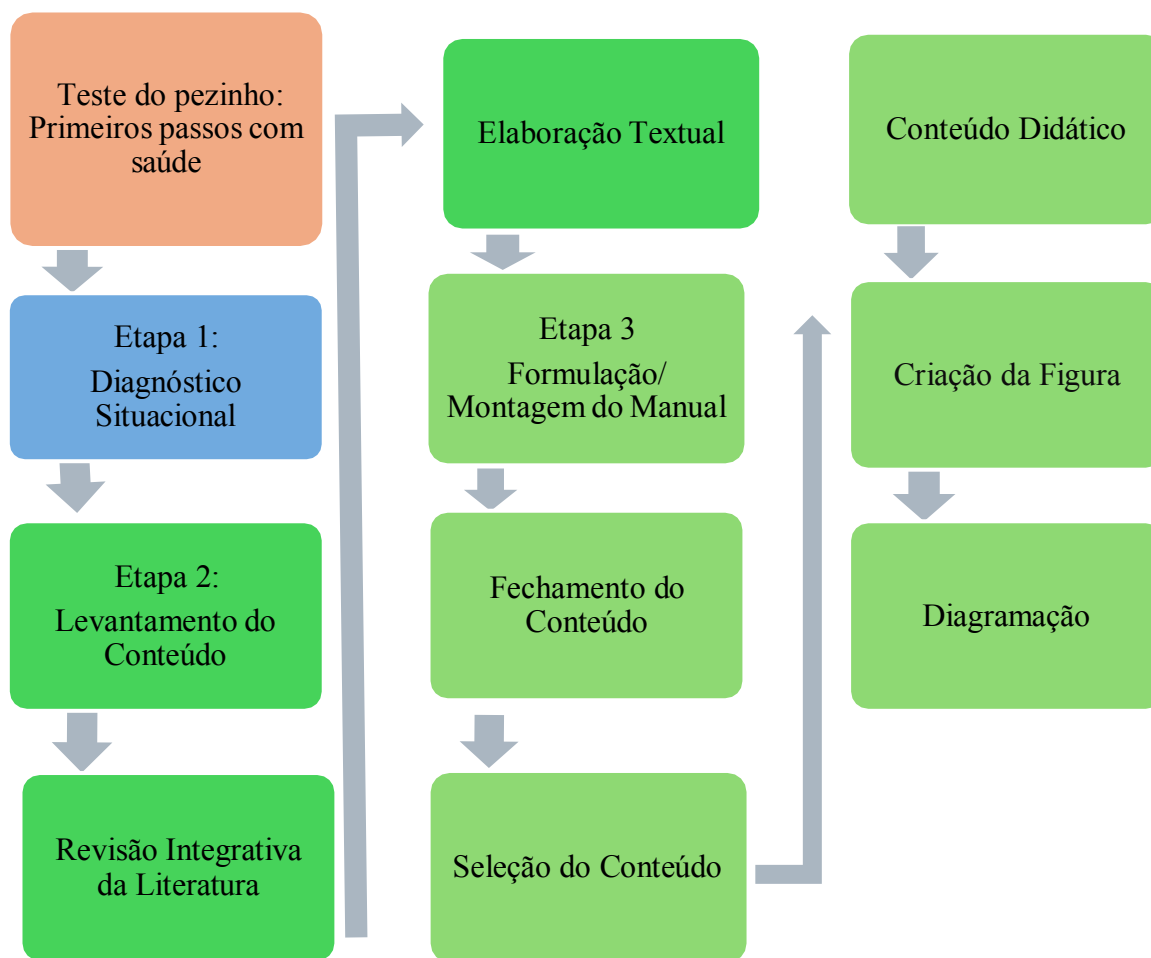 Teste do pezinho:
Primeiros passos com
saúde
Etapa 1:
Diagnóstico
Situacional
Etapa 2:
Levantamento do
Conteúdo
Revisão Integrativa
da Literatura
Elaboração Textual
Etapa 3
Formulação/
Montagem do Manual
Fechamento do
Conteúdo
Seleção do Conteúdo
Conteúdo Didático
Criação da Figura
Diagramação